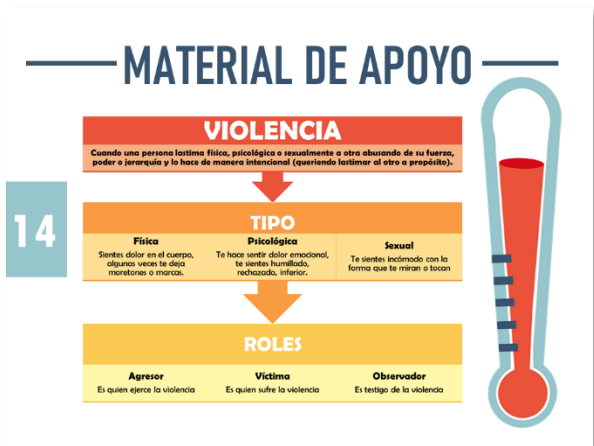 MATERIAL DE APOYO
VIOLENCIA
Cuando una persona lastima física, psicológica o sexualmente a otra abusando de su fuerza,
poder o jerarquía y lo hace de manera intencional (queriendo lastimar al otro a propósito).
14
TIPO
Física
Sientes dolor en el cuerpo,
algunas veces te deja
moretones o marcas.
Psicológica
Te hace sentir dolor emocional,
te sientes humillado,
rechazado, inferior.
Sexual
Te sientes incómodo con la
forma que te miran o tocan
ROLES
Agresor
Es quien ejerce la violencia
Víctima
Es quien sufre la violencia
Observador
Es testigo de la violencia